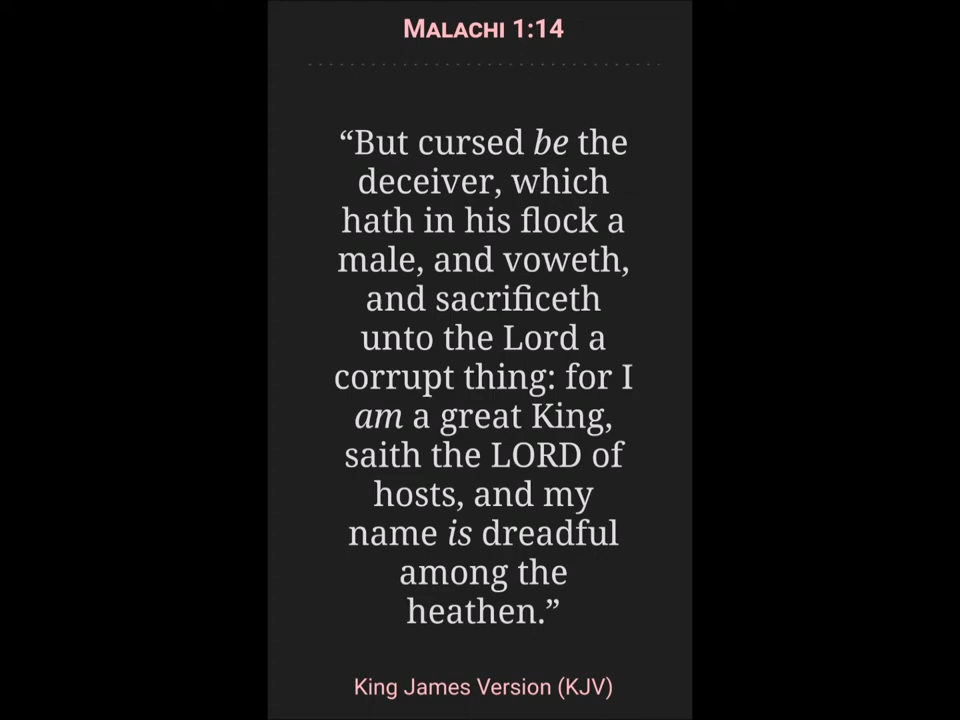 MALACHI 1:14
“But cursed be the
deceiver, which
hath in his flock a
male, and voweth,
and sacrificeth
unto the Lord a
corrupt thing: for I
am a great King,
saith the LORD of
hosts, and my
name is dreadful
among the
heathen.”
King James Version (KJV)